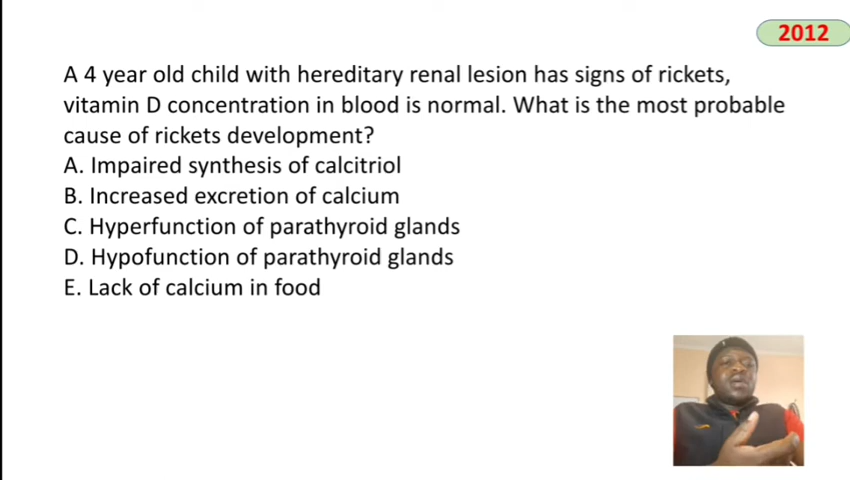 2012
A 4 year old child with hereditary renal lesion has signs of rickets,
vitamin D concentration in blood is normal. What is the most probable
cause of rickets development?
A. Impaired synthesis of calcitriol
B. Increased excretion of calcium
C. Hyperfunction of parathyroid glands
D. Hypofunction of parathyroid glands
E. Lack of calcium in food